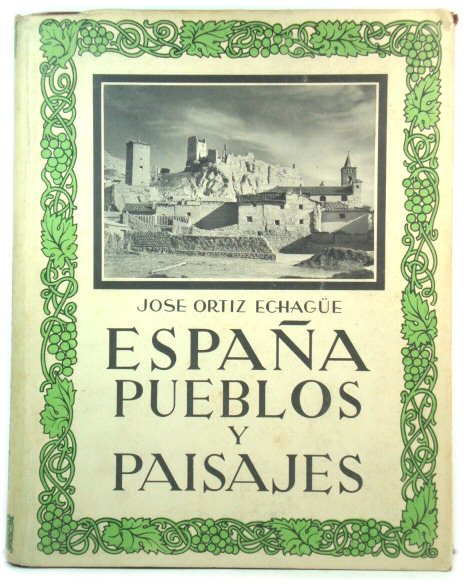 JOSE ORTIZ ECHAGÜE
ESPAÑA
PUEBLOS
Y
PAISAJES